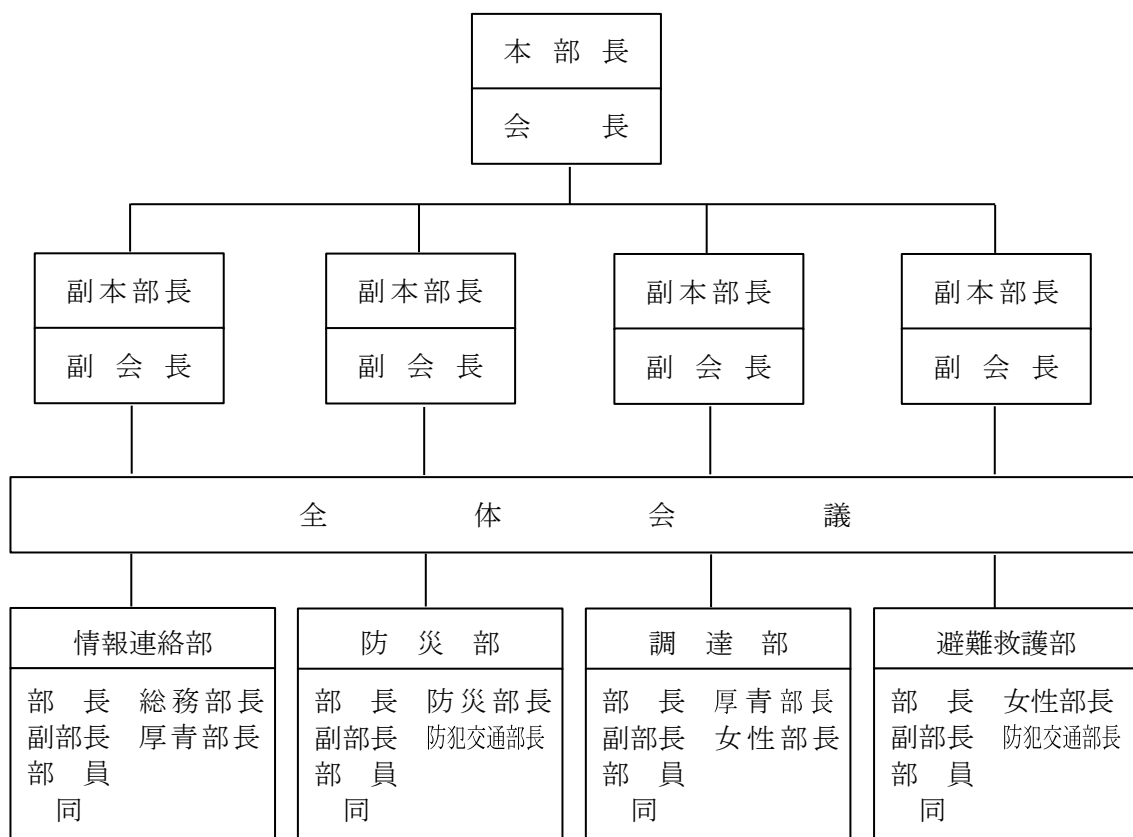 本部長
会長
副本部長
副会長
副本部長
副会長
副本部長
副会長
副本部長
副会長
全体会議
情報連絡部
部長 総務部長
副部長 厚青部長
部員
同
防災部
部長 防災部長
副部長 防犯交通部長
部員
同
調達部
部長 厚青部長
副部長 女性部長
部員
同
避難救護部
部長 女性部長
副部長 防犯交通部長
部員
同